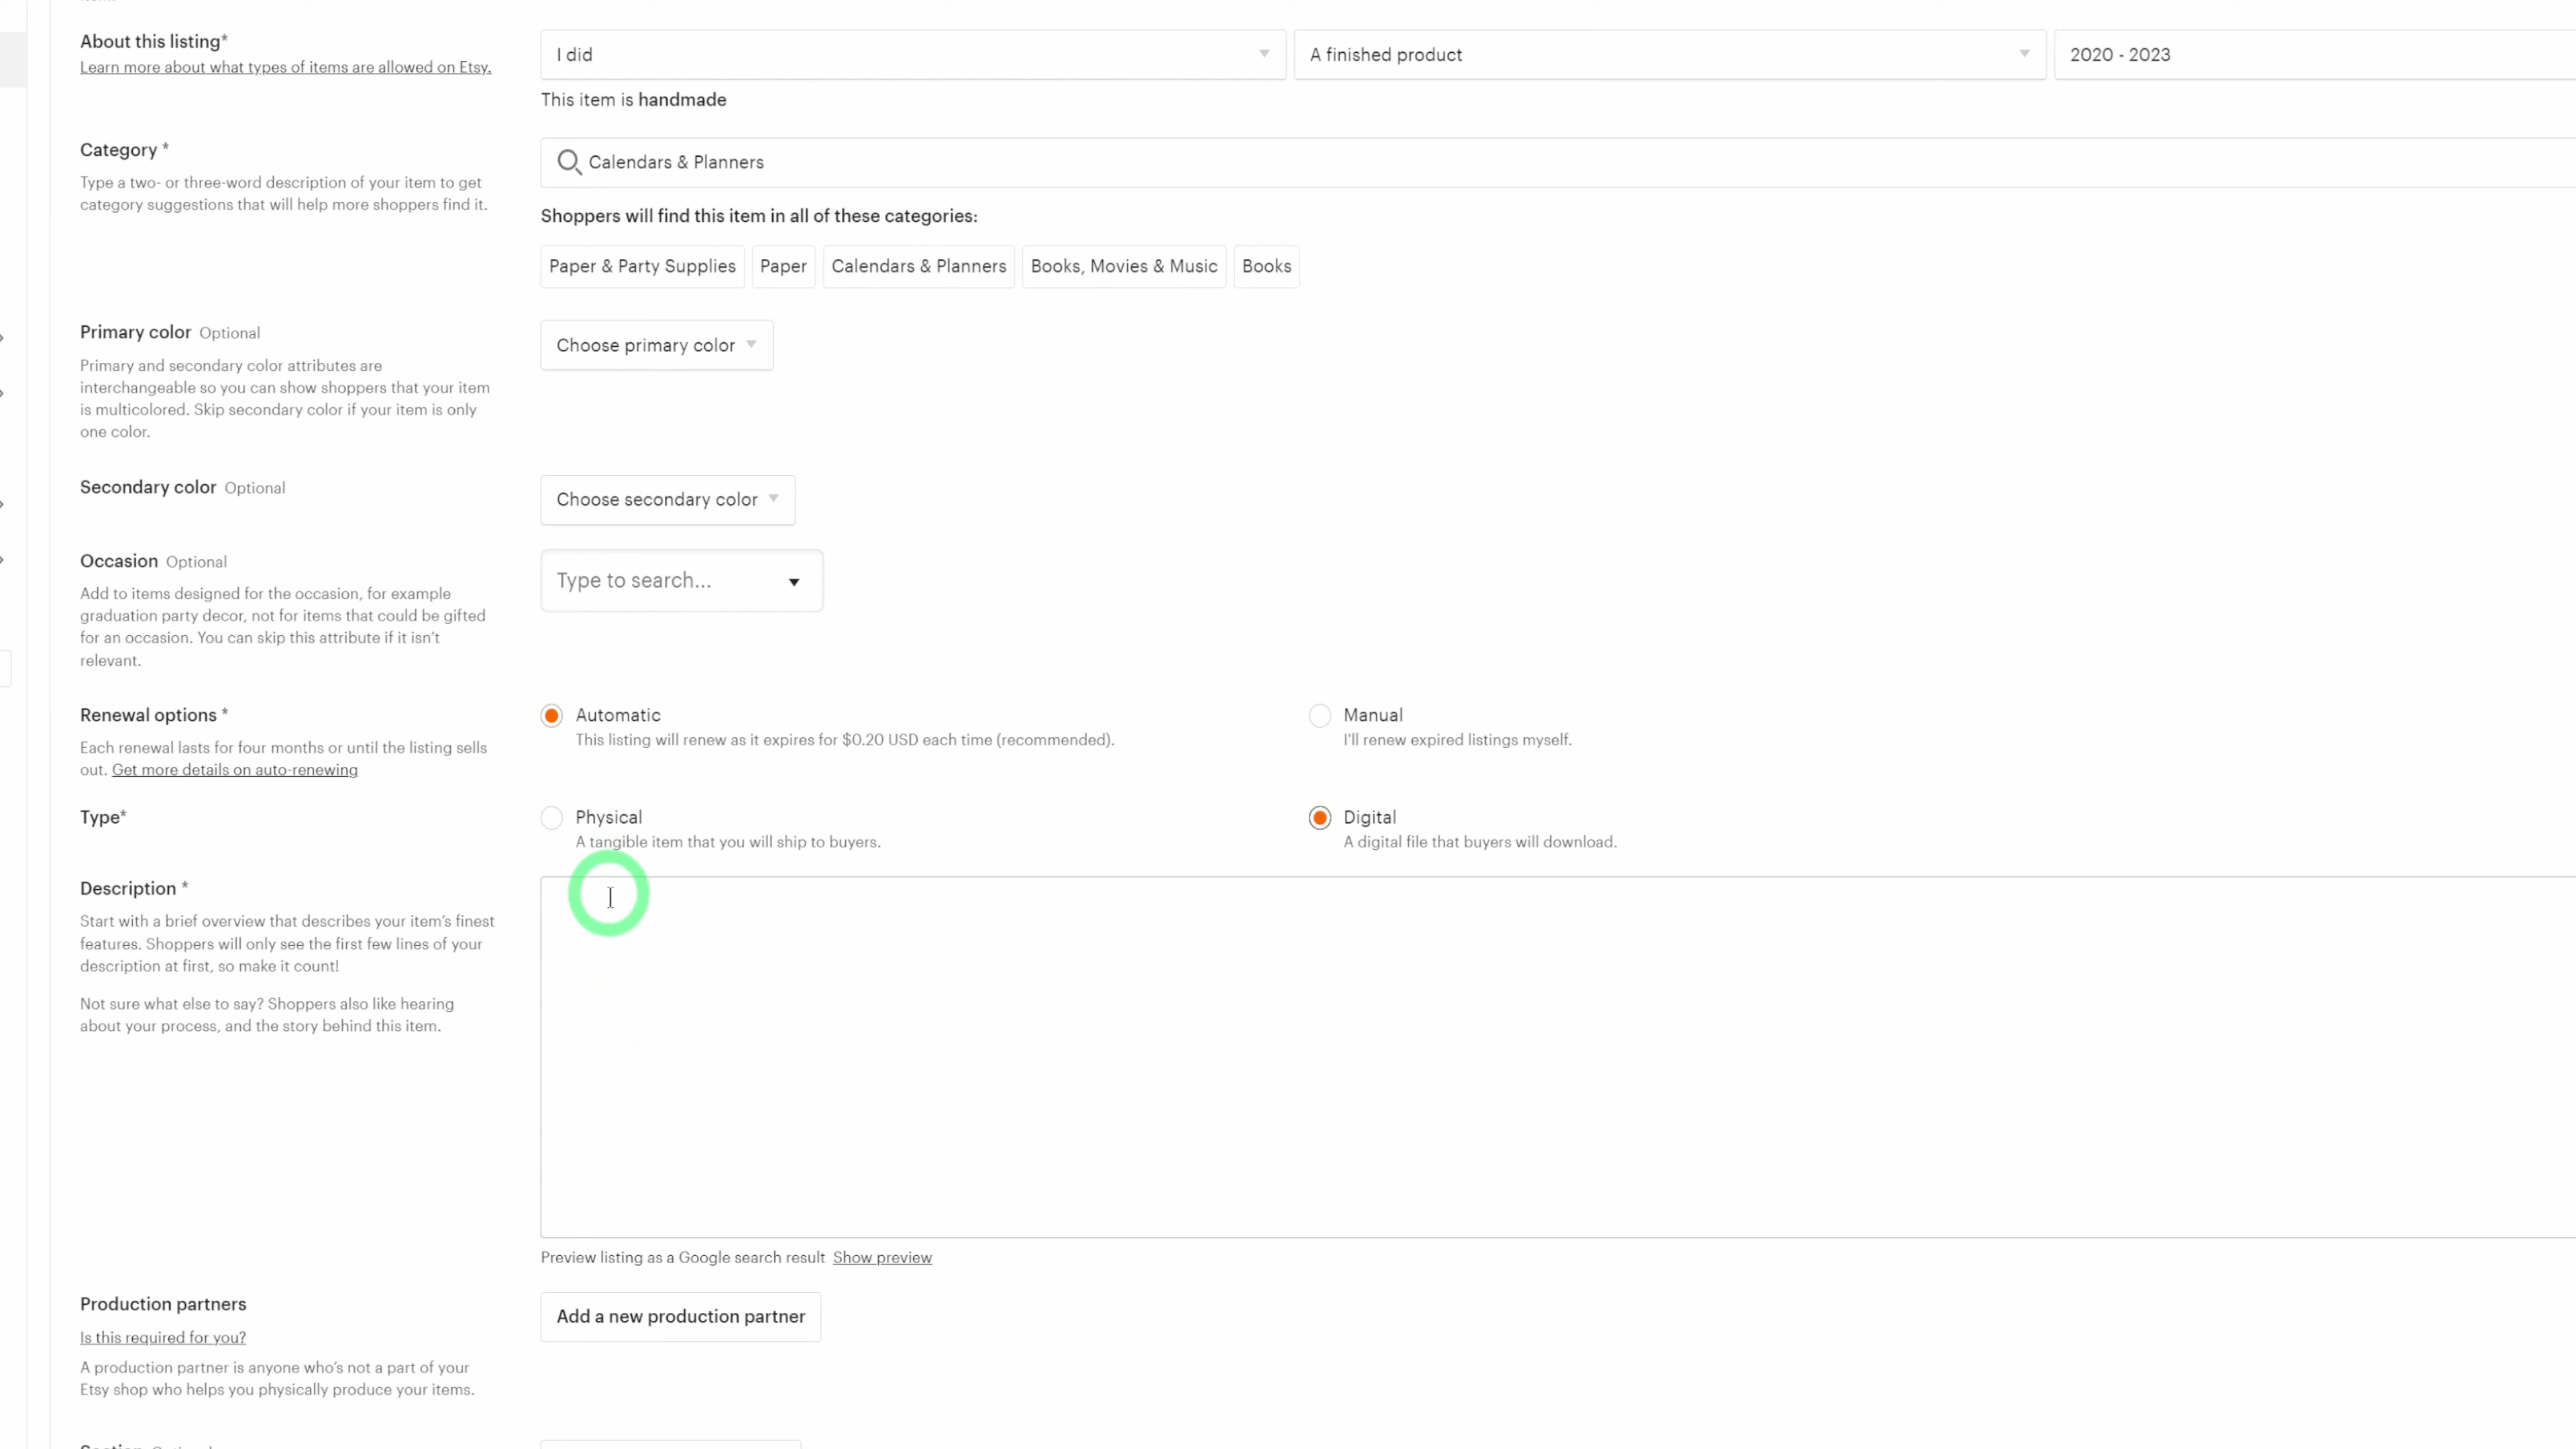 About this listing*
I did
A finished product
2020 - 2023
Learn more about what types of items are allowed on Etsy.
This item is handmade
Category *
Calendars & Planners
Type a two- or three-word description of your item to get
category suggestions that will help more shoppers find it.
Shoppers will find this item in all of these categories:
Paper & Party Supplies
Paper
Calendars & Planners
Books, Movies & Music
Books
Primary color Optional
Choose primary color
Primary and secondary color attributes are
interchangeable so you can show shoppers that your item
is multicolored. Skip secondary color if your item is only
one color.
Secondary color Optional
Choose secondary color
Occasion Optional
Type to search...
Add to items designed for the occasion, for example
graduation party decor, not for items that could be gifted
for an occasion. You can skip this attribute if it isn't
relevant.
Renewal options *
Automatic
Manual
This listing will renew as it expires for $0.20 USD each time (recommended).
I'll renew expired listings myself.
Each renewal lasts for four months or until the listing sells
out. Get more details on auto-renewing
Type*
Physical
Digital
A tangible item that you will ship to buyers.
A digital file that buyers will download.
Description *
Start with a brief overview that describes your item's finest
features. Shoppers will only see the first few lines of your
description at first, so make it count!
Not sure what else to say? Shoppers also like hearing
about your process, and the story behind this item.
Preview listing as a Google search result Show preview
Production partners
Add a new production partner
Is this required for you?
A production partner is anyone who's not a part of your
Etsy shop who helps you physically produce your items.